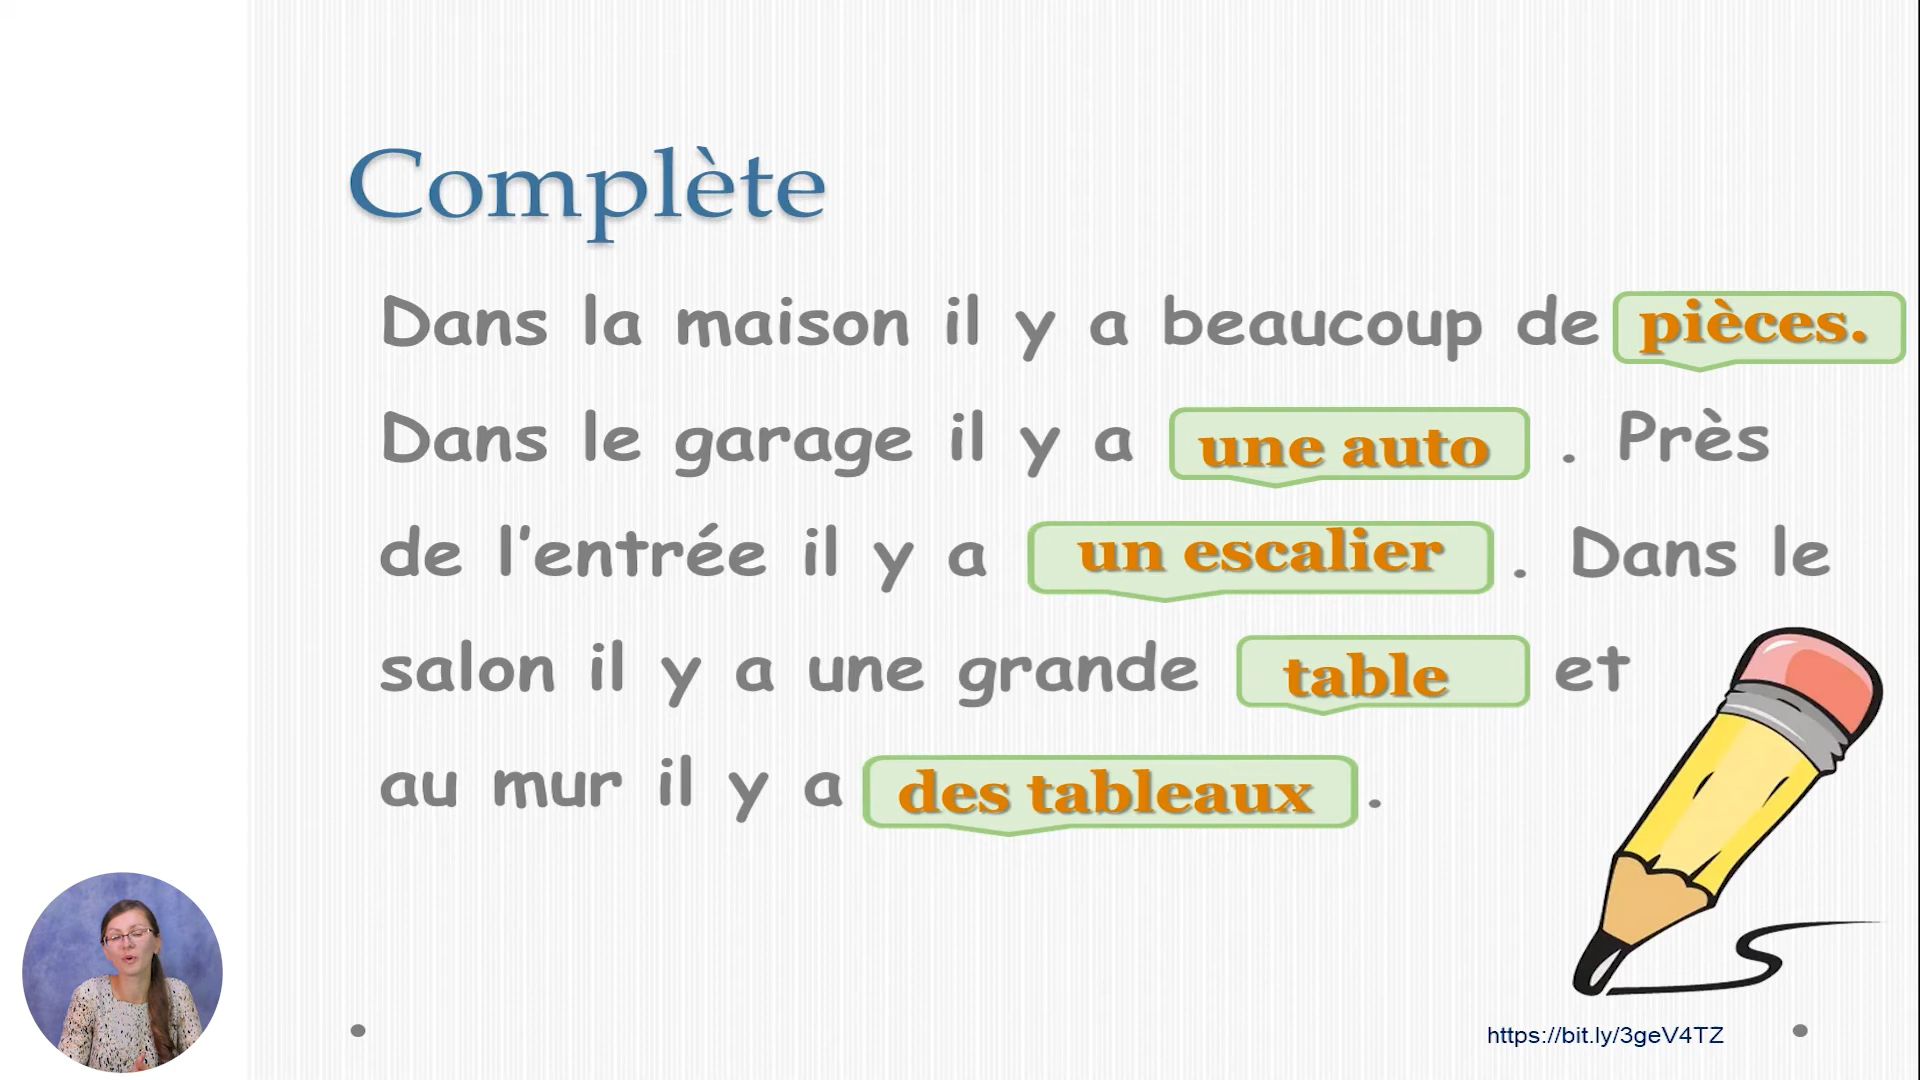 Complète
Dans la maison il y a beaucoup de pièces.
Dans le garage il y a une auto . Près
de l'entrée il y a un escalier . Dans le
salon il y a une grande table et
au mur il y a des tableaux .
https://bit.ly/3geV4TZ